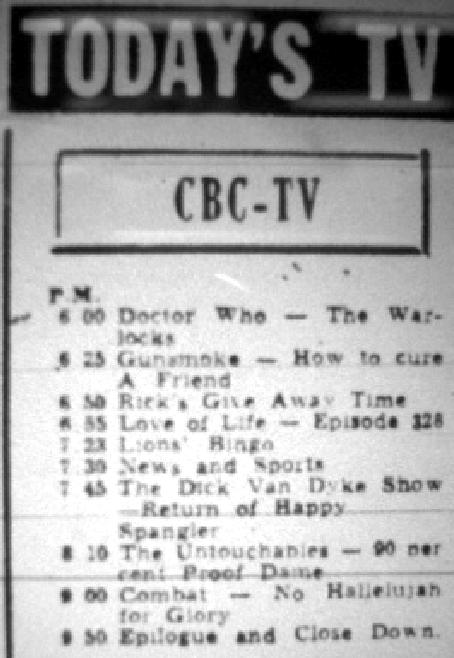 TODAY'S TV
CBC-TV
P.M.
6 00 Doctor Who — The War-
locks
6 25 Gunsmoke — How to cure
A Friend
6 50 Rick's Give Away Time
6 55 Love of Life — Episode 128
7.23 Lions' Bingo
7.30 News and Sports
7 45 The Dick Van Dyke Show
—Return of Happy
Spangler
8 10 The Untouchables — 90 per
cent Proof Dame
9 00 Combat — No Hallelujah
for Glory
9 50 Epilogue and Close Down.